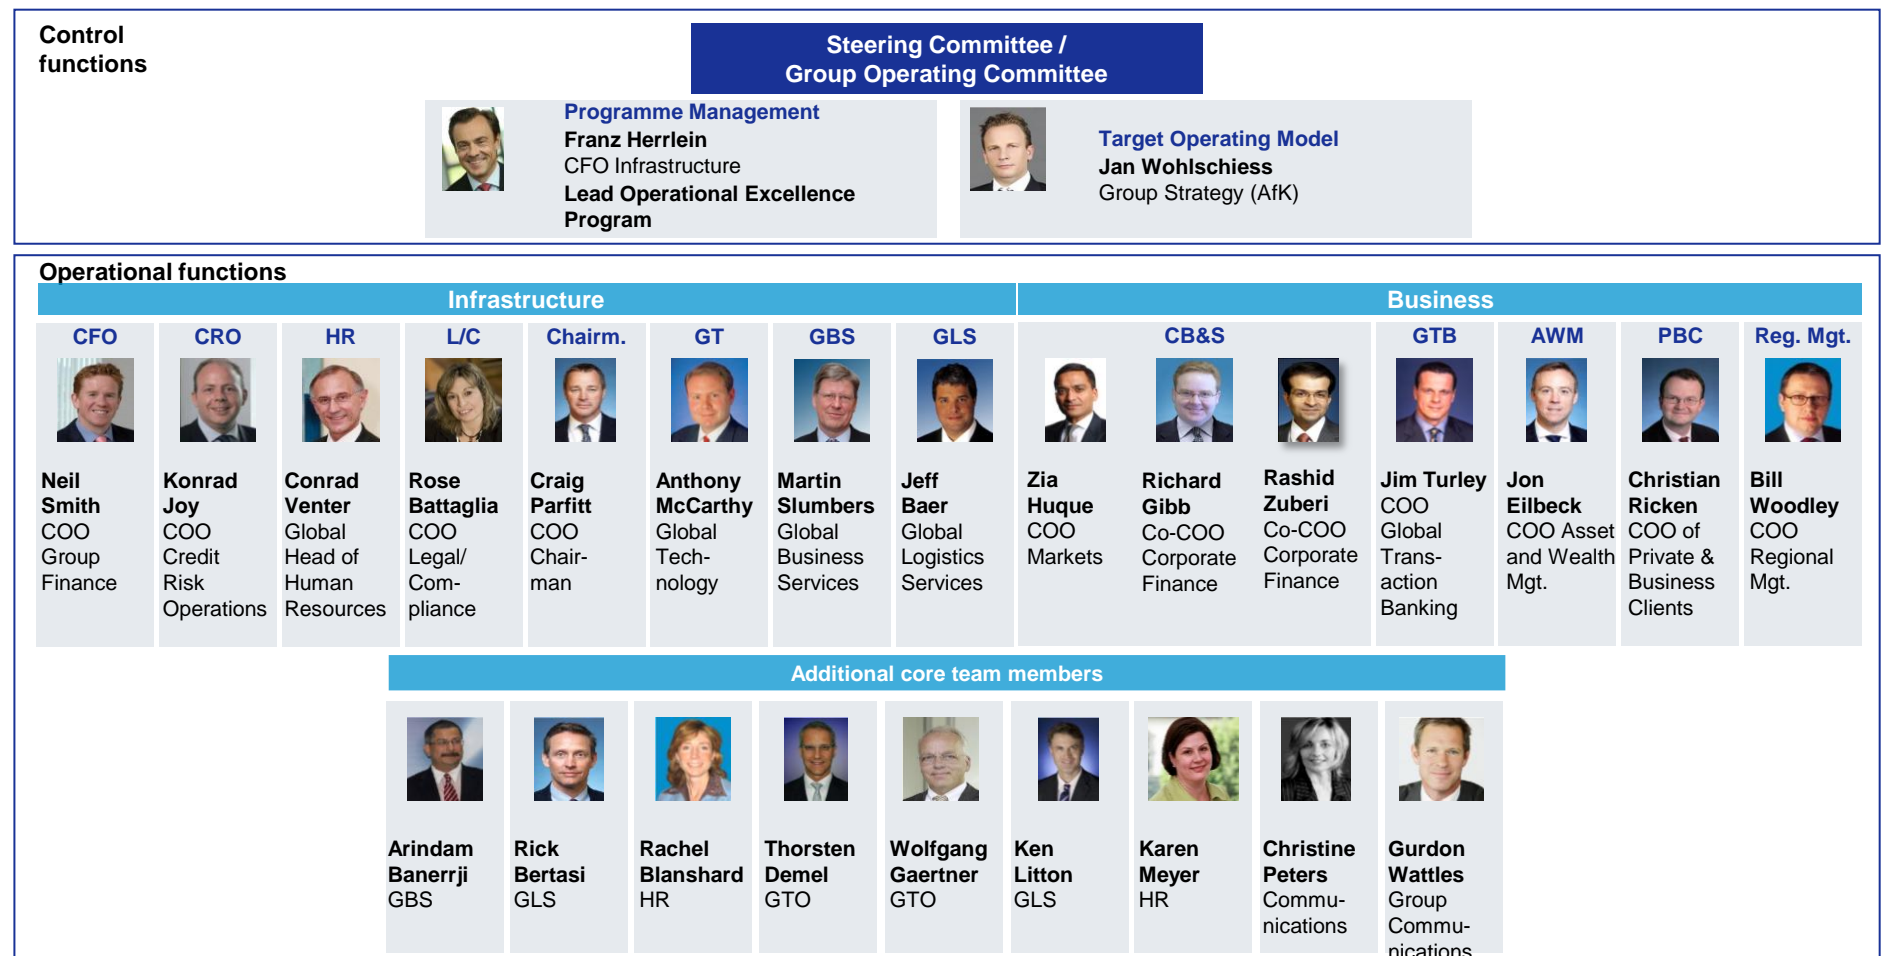 Control
functions
Steering Committee /
Group Operating Committee
Programme Management
Franz Herrlein
CFO Infrastructure
Lead Operational Excellence
Program
Target Operating Model
Jan Wohlschiess
Group Strategy (AfK)
Operational functions
Infrastructure
Business
CFO
Neil
Smith
COO
Group
Finance
CRO
Konrad
Joy
COO
Credit
Risk
Operations
HR
Conrad
Venter
Global
Head of
Human
Resources
L/C
Rose
Battaglia
COO
Legal/
Com-
pliance
Chairm.
Craig
Parfitt
COO
Chair-
man
GT
Anthony
McCarthy
Global
Tech-
nology
GBS
Martin
Slumbers
Global
Business
Services
GLS
Jeff
Baer
Global
Logistics
Services
CB&S
Zia
Huque
COO
Markets
Richard
Gibb
Co-COO
Corporate
Finance
Rashid
Zuberi
Co-COO
Corporate
Finance
GTB
Jim Turley
COO
Global
Trans-
action
Banking
AWM
Jon
Eilbeck
COO Asset
and Wealth
Mgt.
PBC
Christian
Ricken
COO of
Private &
Business
Clients
Reg. Mgt.
Bill
Woodley
COO
Regional
Mgt.
Additional core team members
Arindam
Banerrji
GBS
Rick
Bertasi
GLS
Rachel
Blanshard
HR
Thorsten
Demel
GTO
Wolfgang
Gaertner
GTO
Ken
Litton
GLS
Karen
Meyer
HR
Christine
Peters
Commu-
nications
Gurdon
Wattles
Group
Commu-
nications